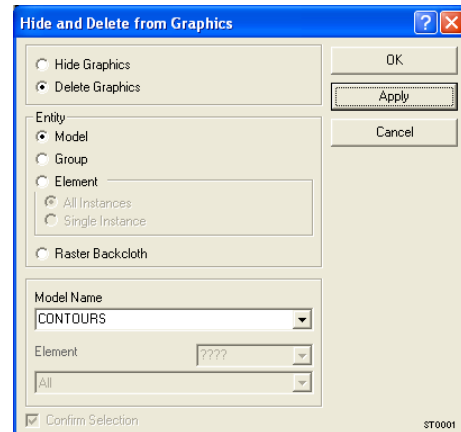 Hide and Delete from Graphics
Hide Graphics
Delete Graphics
OK
Apply
Cancel
Entity
Model
Group
Element
All Instances
Single Instance
Raster Backcloth
Model Name
CONTOURS
Element
????
All
Confirm Selection
ST0001